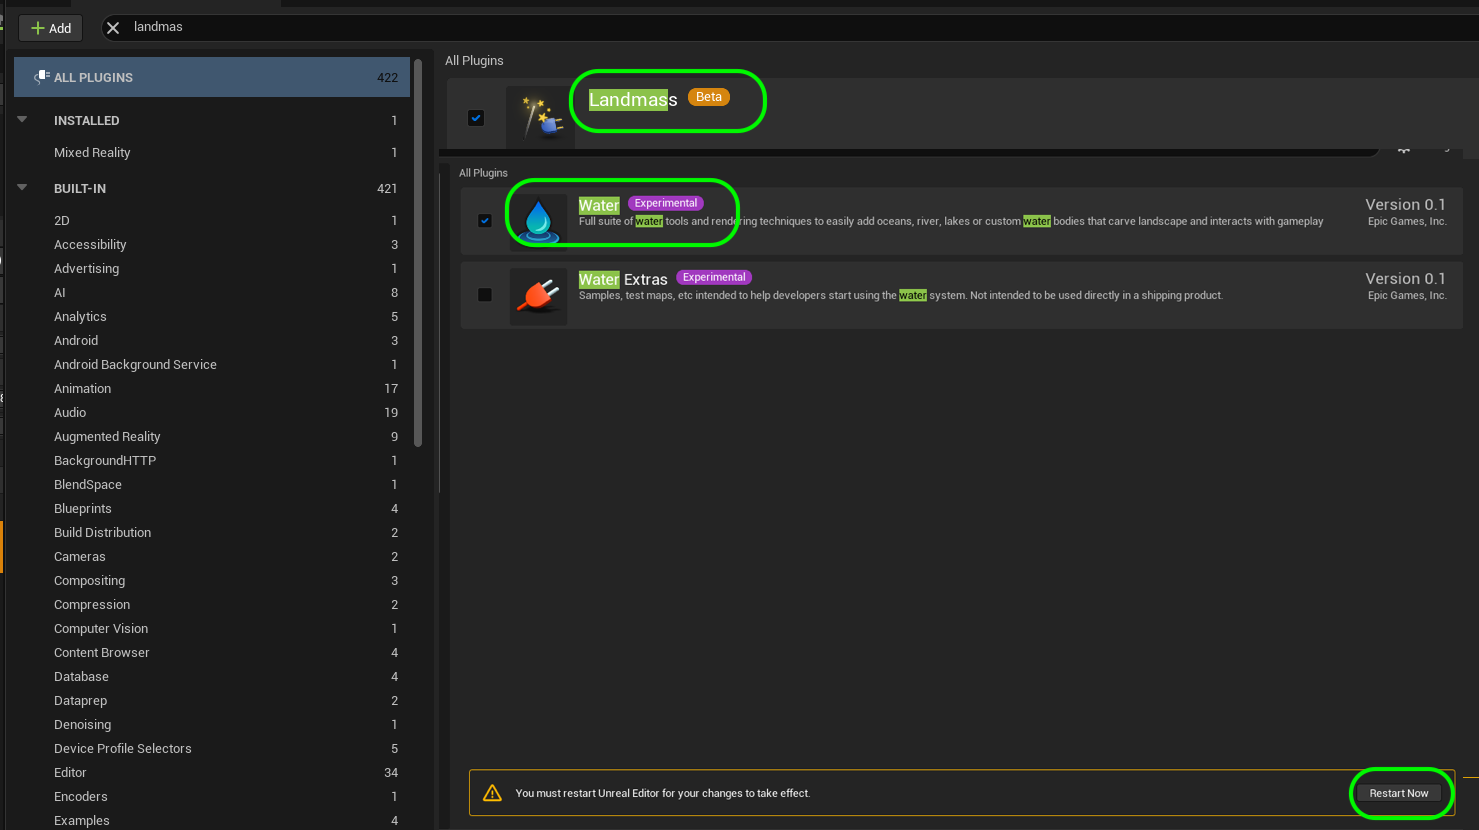 Add
landmas
ALL PLUGINS 422
INSTALLED 1
Mixed Reality 1
BUILT-IN 421
2D 1
Accessibility 3
Advertising 1
AI 8
Analytics 5
Android 3
Android Background Service 1
Animation 17
Audio 19
Augmented Reality 9
BackgroundHTTP 1
BlendSpace 1
Blueprints 4
Build Distribution 2
Cameras 2
Compositing 3
Compression 2
Computer Vision 1
Content Browser 4
Database 4
Dataprep 2
Denoising 1
Device Profile Selectors 5
Editor 34
Encoders 1
Examples 4
All Plugins
Landmass Beta
All Plugins
Water Experimental Version 0.1
Full suite of water tools and rendering techniques to easily add oceans, river, lakes or custom water bodies that carve landscape and interacts with gameplay Epic Games, Inc.
Water Extras Experimental Version 0.1
Samples, test maps, etc intended to help developers start using the water system. Not intended to be used directly in a shipping product. Epic Games, Inc.
You must restart Unreal Editor for your changes to take effect. Restart Now